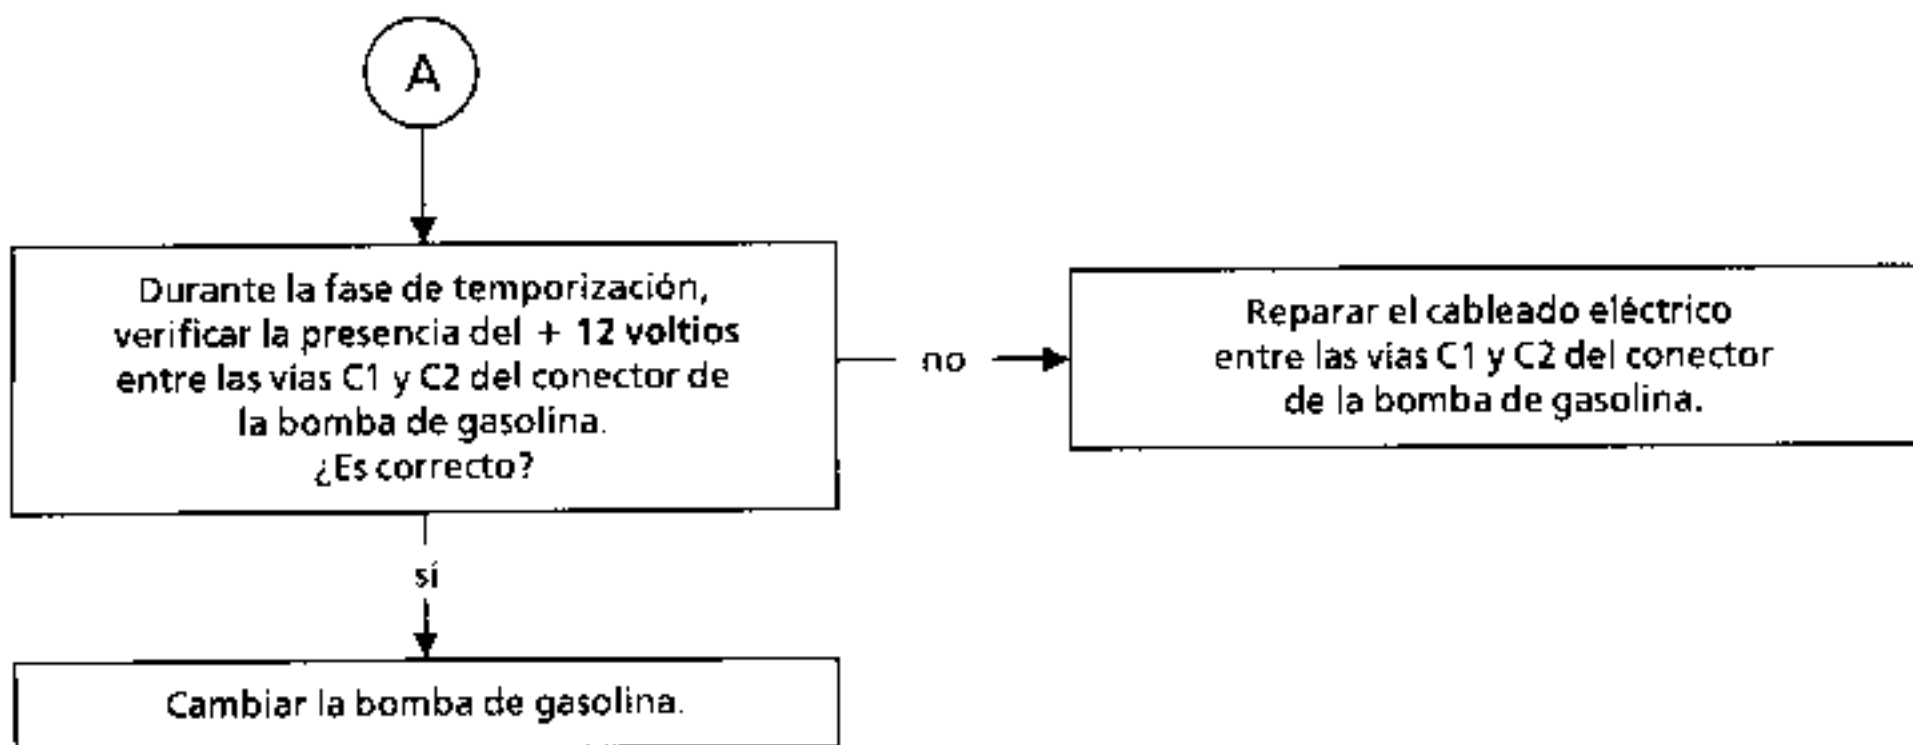 A
Durante la fase de temporización,
verificar la presencia del + 12 voltios
entre las vías C1 y C2 del conector de
la bomba de gasolina.
¿Es correcto?
no
Reparar el cableado eléctrico
entre las vías C1 y C2 del conector
de la bomba de gasolina.
sí
Cambiar la bomba de gasolina.